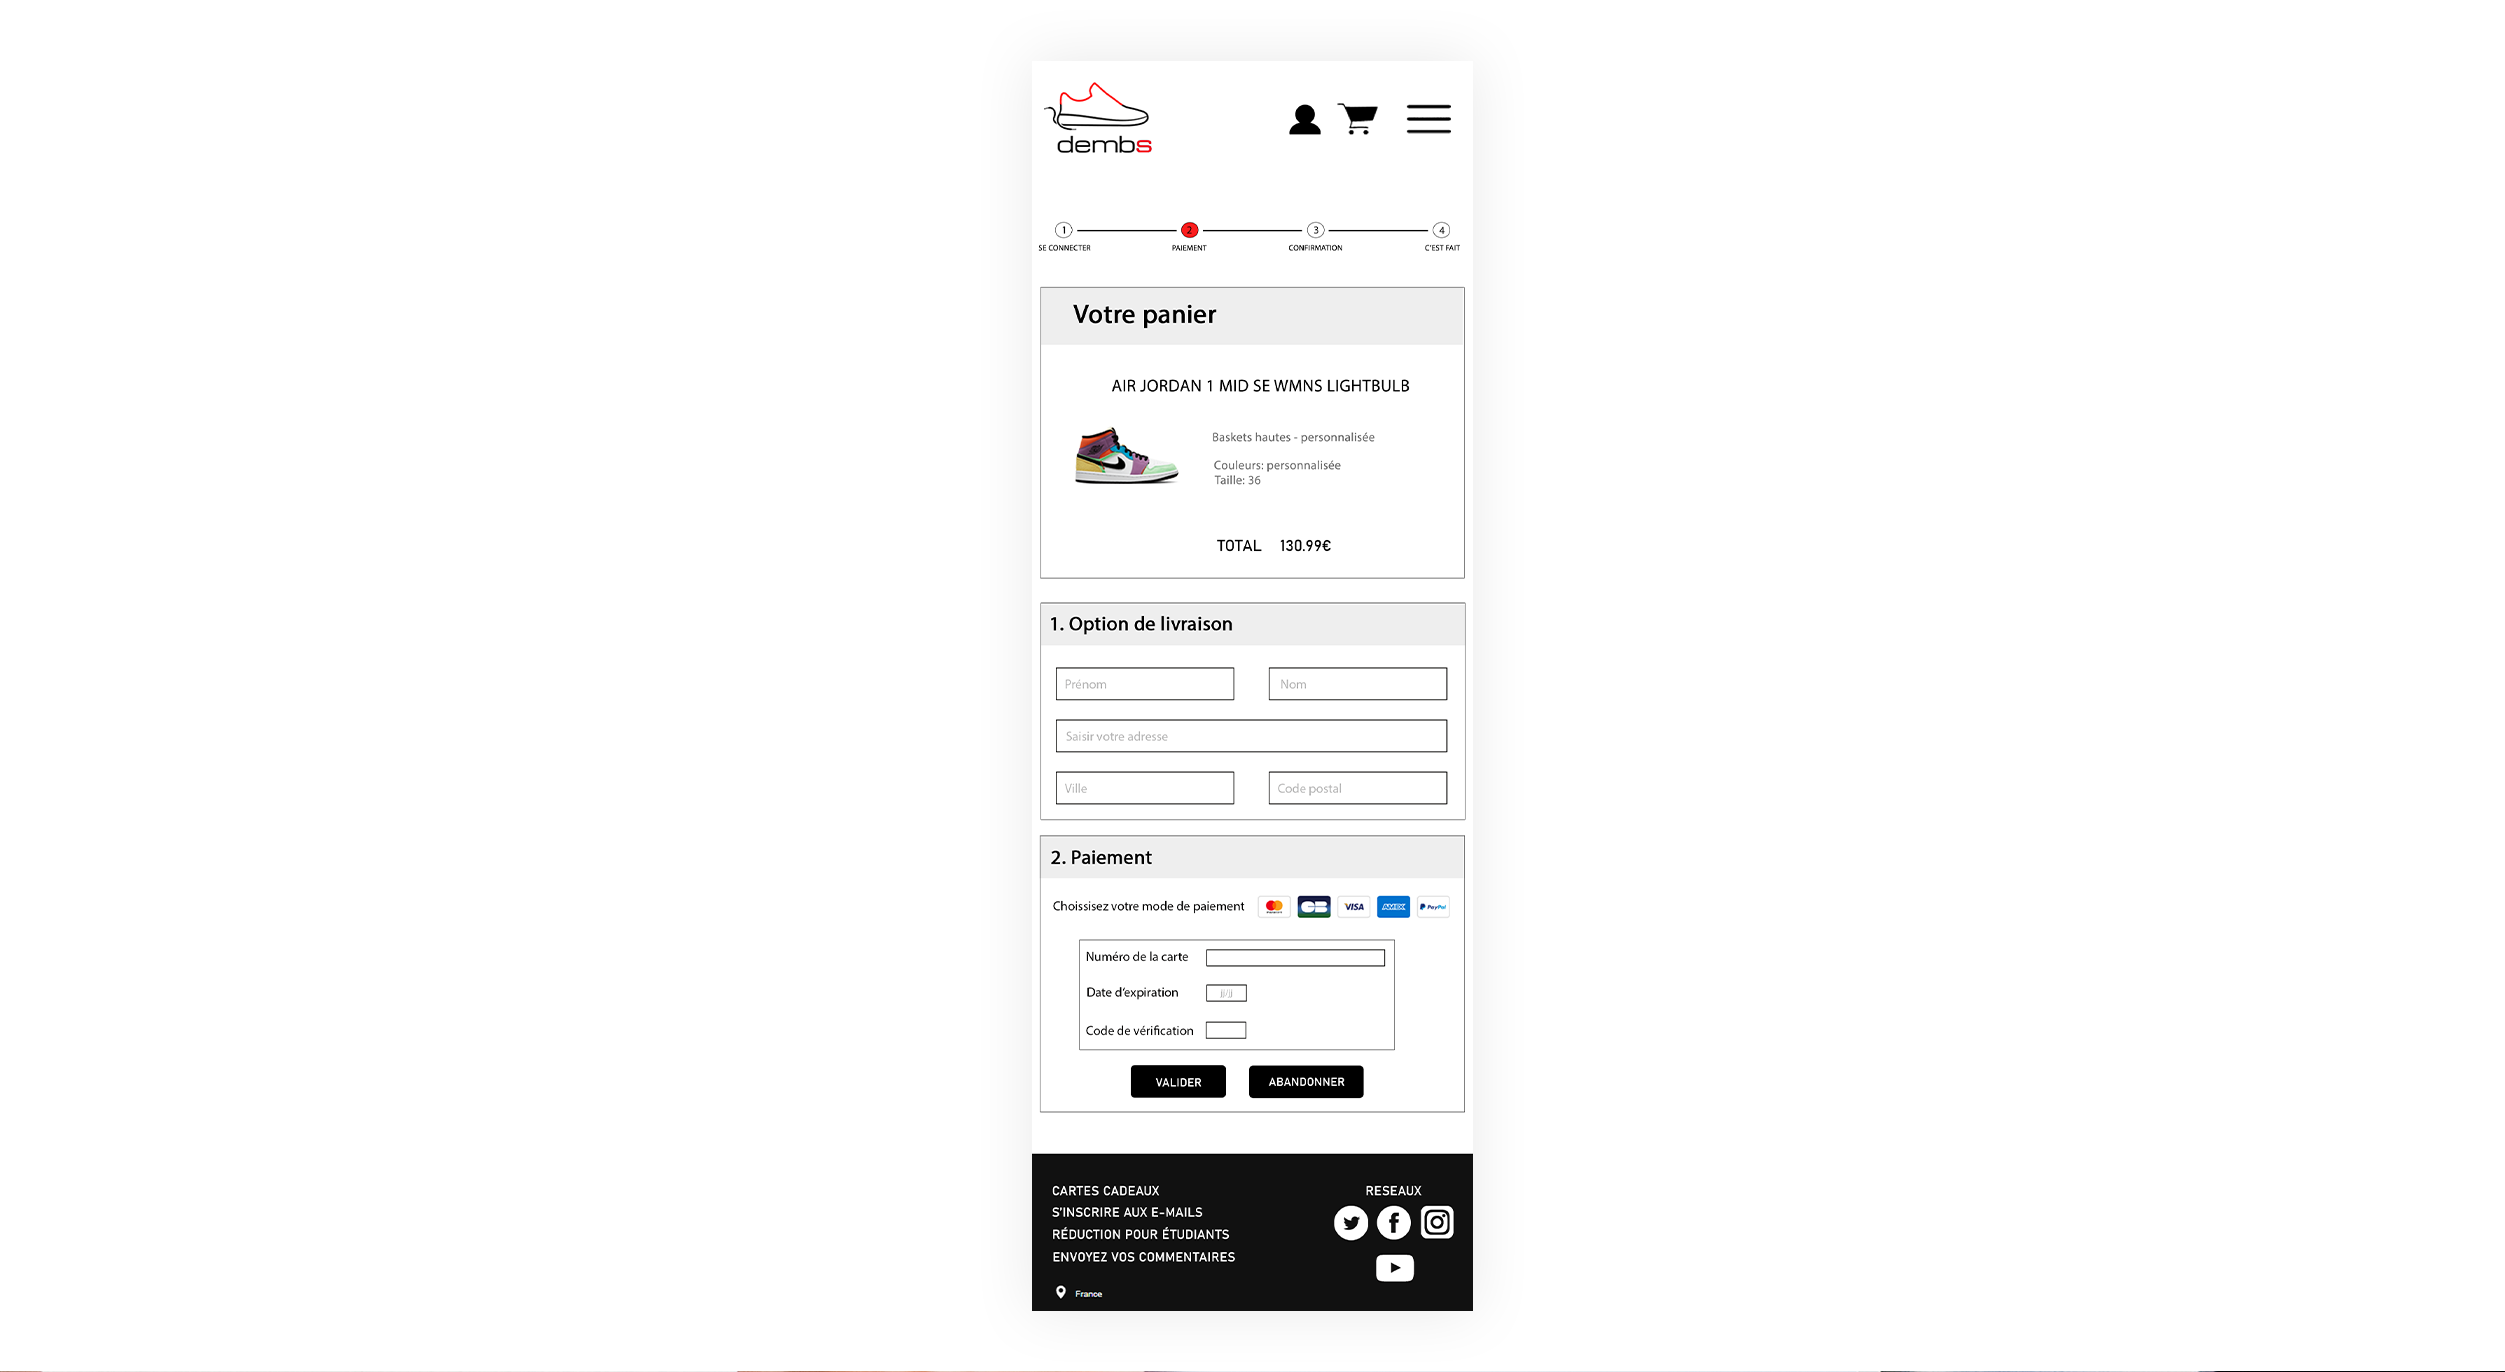 dembs
1 2 3 4
SE CONNECTER PAIEMENT CONFIRMATION C'EST FAIT
Votre panier
AIR JORDAN 1 MID SE WMNS LIGHTBULB
Baskets hautes - personnalisée
Couleurs: personnalisée
Taille: 36
TOTAL 130.99€
1. Option de livraison
Prénom Nom
Saisir votre adresse
Ville Code postal
2. Paiement
Choissisez votre mode de paiement VISA AMEX PayPal
Numéro de la carte
Date d'expiration
Code de vérification
VALIDER ABANDONNER
CARTES CADEAUX RESEAUX
S'INSCRIRE AUX E-MAILS
RÉDUCTION POUR ÉTUDIANTS
ENVOYEZ VOS COMMENTAIRES
France